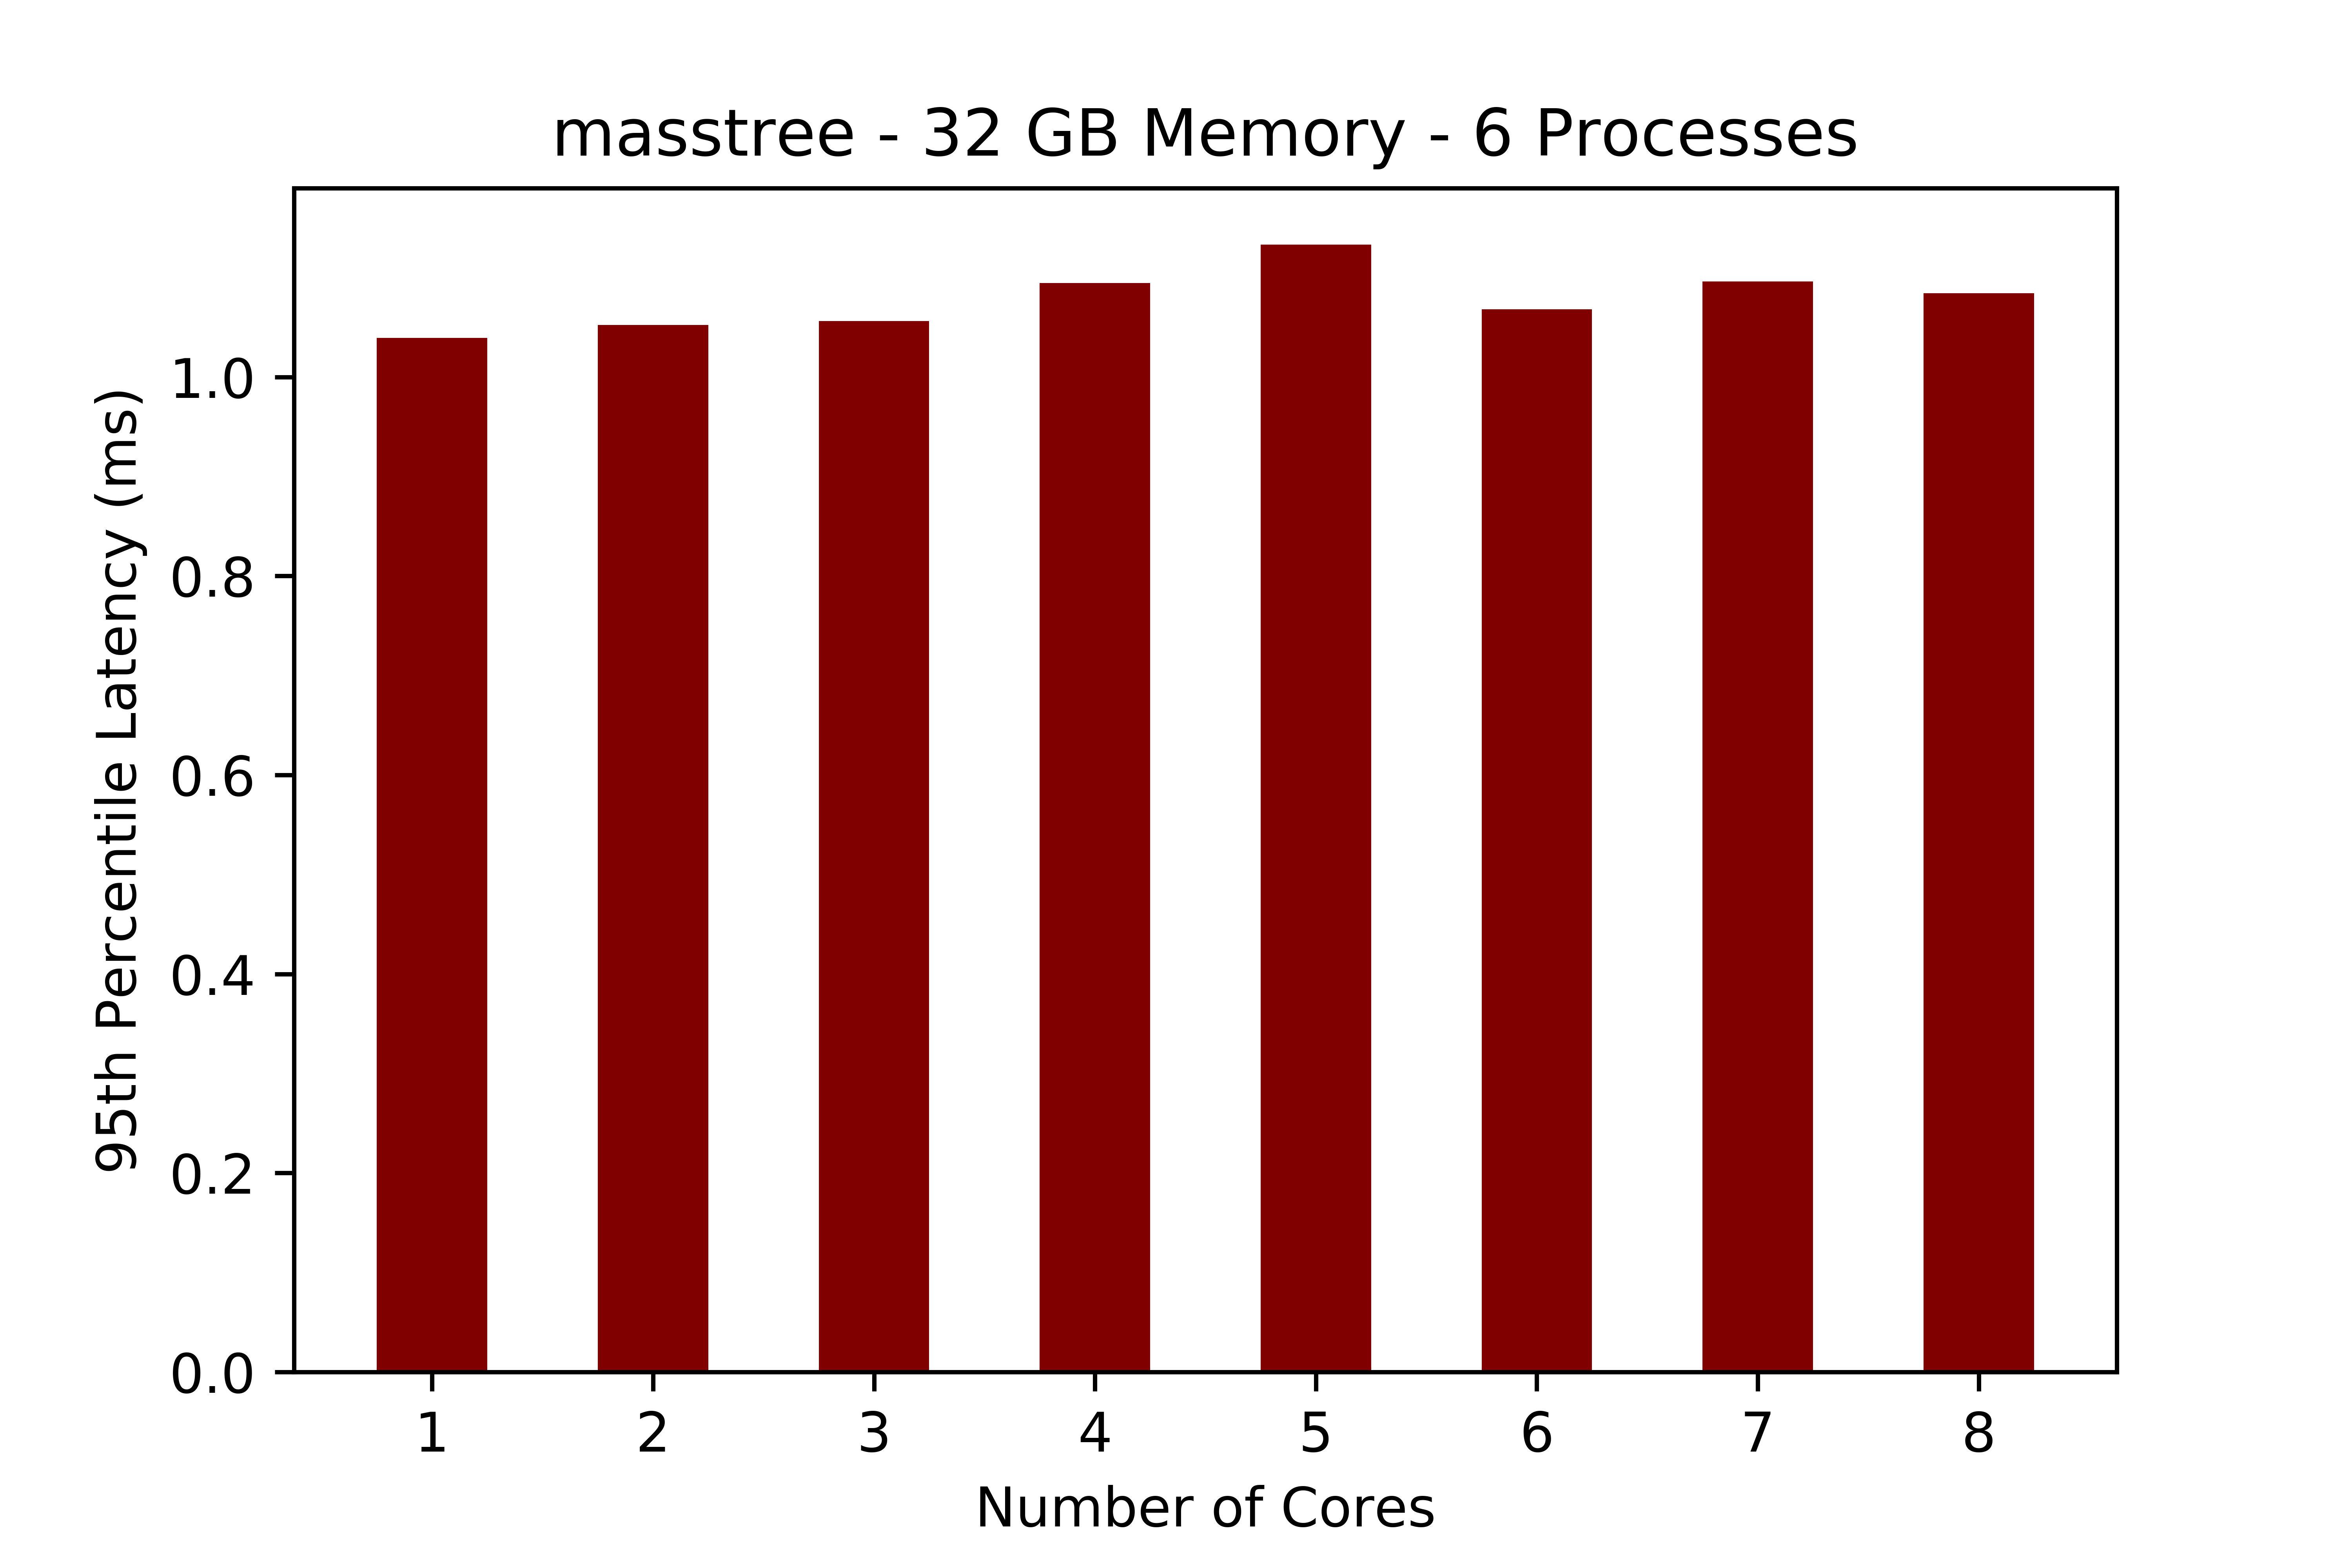 masstree - 32 GB Memory - 6 Processes
95th Percentile Latency (ms)
1.0
0.8
0.6
0.4
0.2
0.0
1 2 3 4 5 6 7 8
Number of Cores